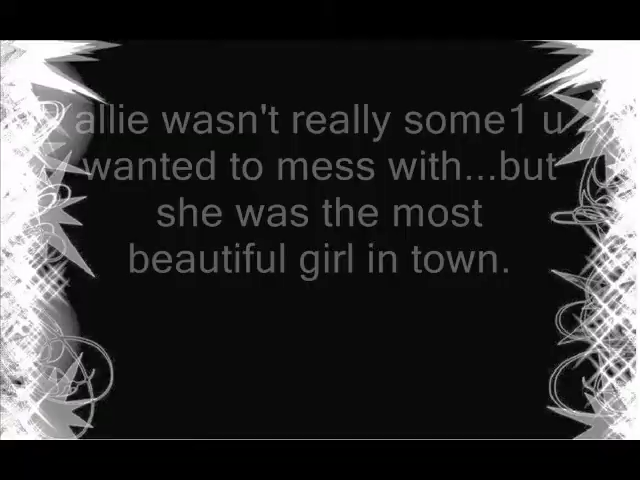 allie wasn't really some1 u
wanted to mess with...but
she was the most
beautiful girl in town.